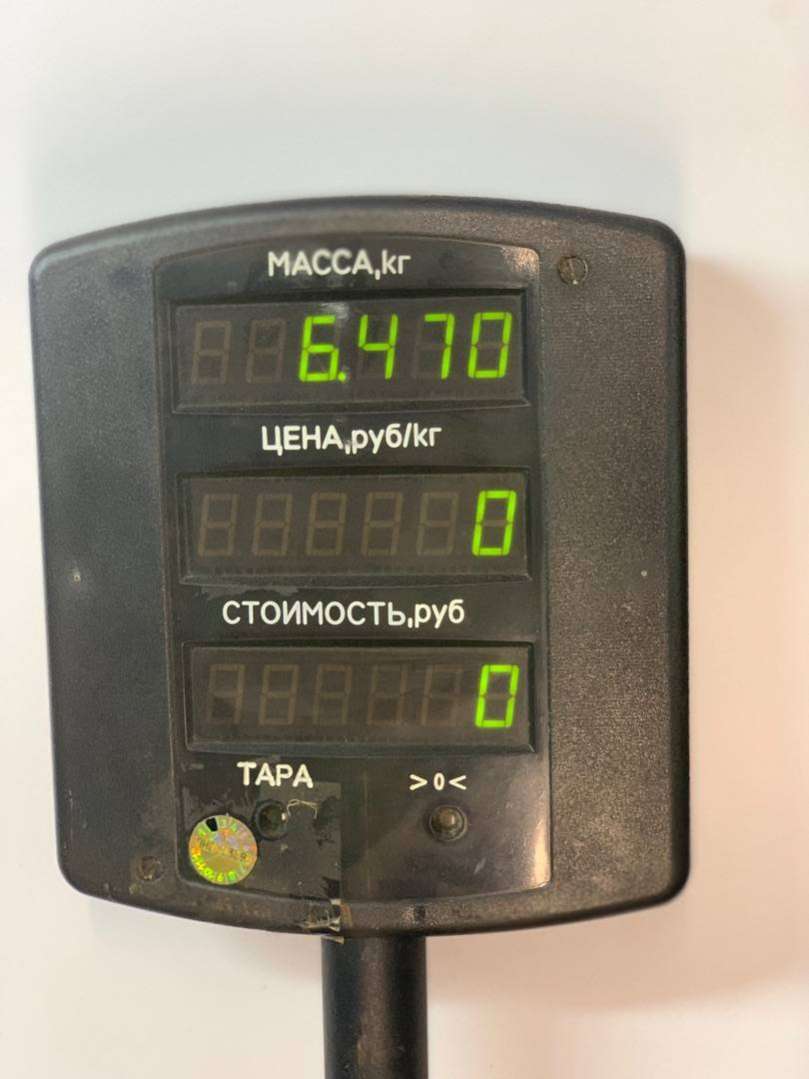 МАССА,кг
6.470
ЦЕНА,руб/кг
0
СТОИМОСТЬ,руб
0
ТАРА >0<